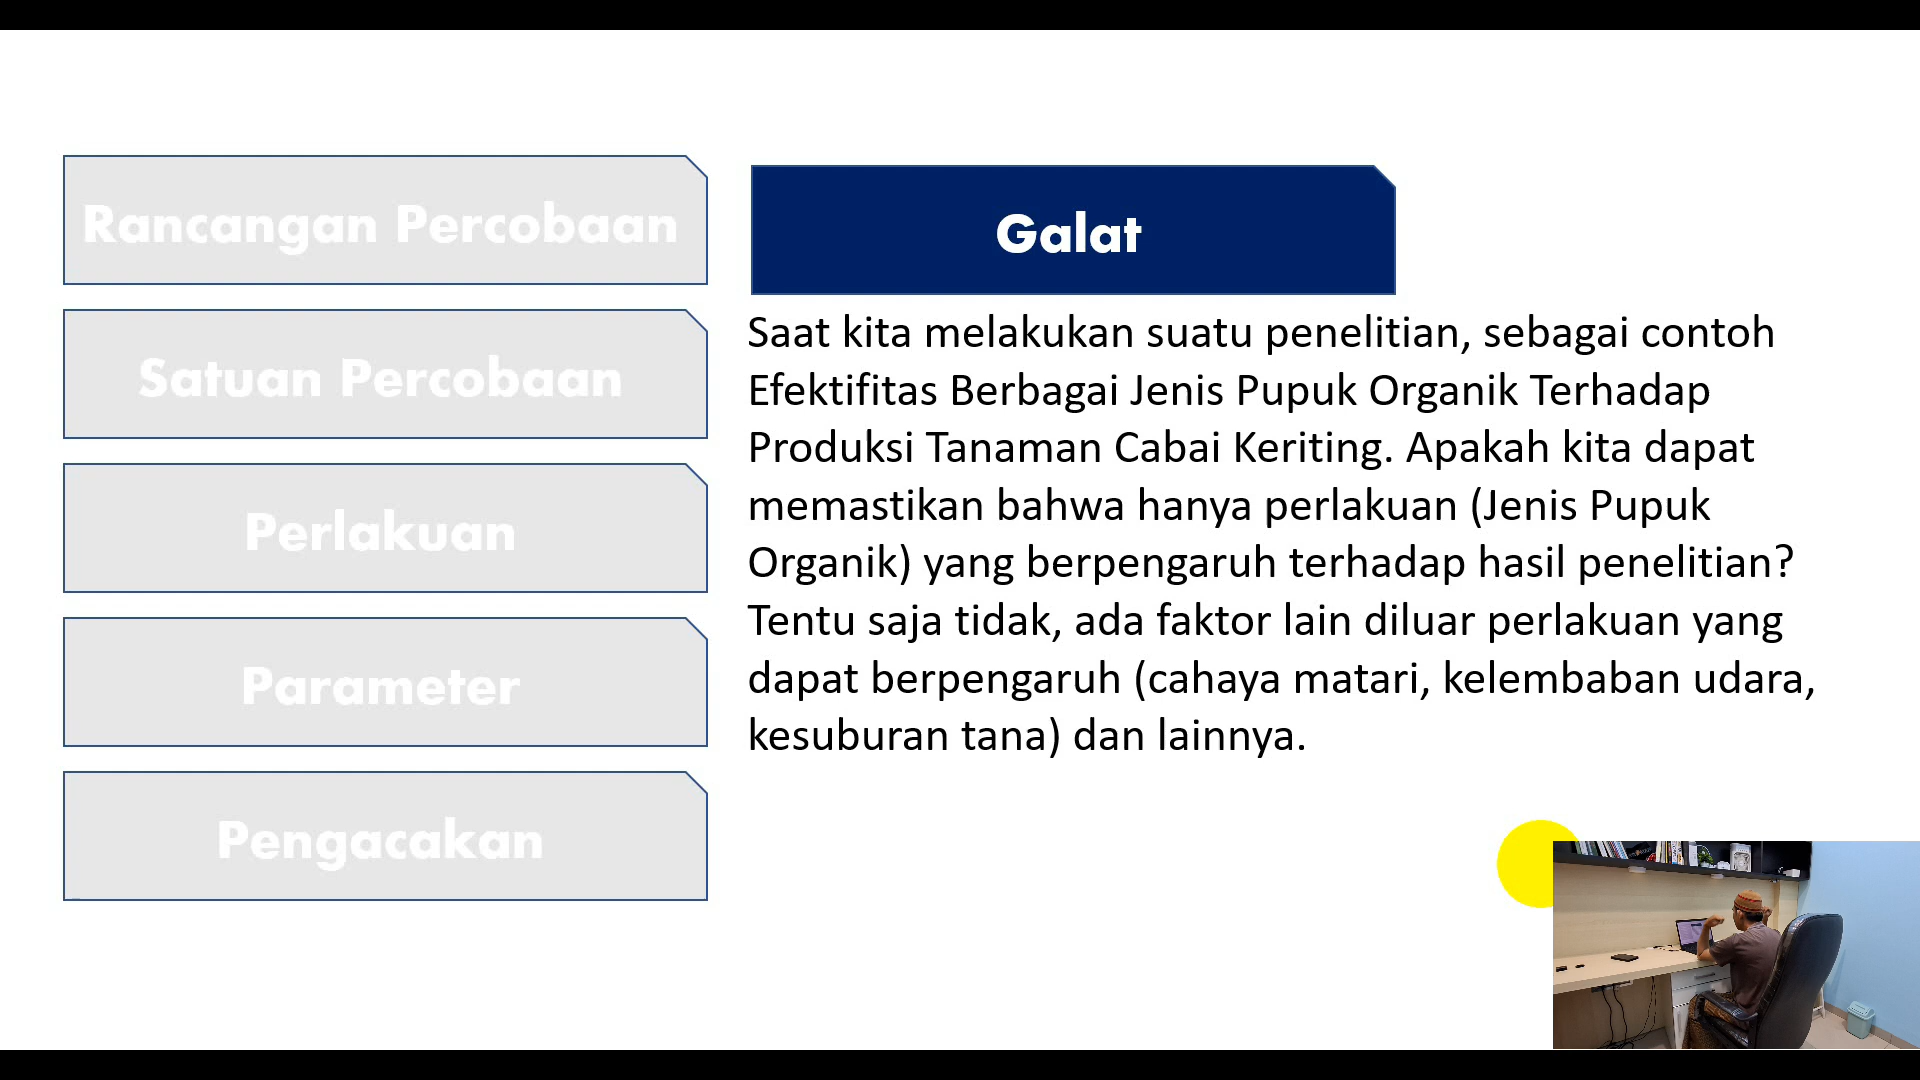 Rancangan Percobaan
Satuan Percobaan
Perlakuan
Parameter
Pengacakan
Galat
Saat kita melakukan suatu penelitian, sebagai contoh
Efektifitas Berbagai Jenis Pupuk Organik Terhadap
Produksi Tanaman Cabai Keriting. Apakah kita dapat
memastikan bahwa hanya perlakuan (Jenis Pupuk
Organik) yang berpengaruh terhadap hasil penelitian?
Tentu saja tidak, ada faktor lain diluar perlakuan yang
dapat berpengaruh (cahaya matari, kelembaban udara,
kesuburan tana) dan lainnya.